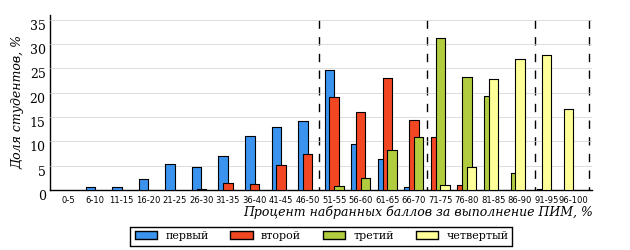 Доля студентов, %
35
30
25
20
15
10
5
0
0-5 6-10 11-15 16-20 21-25 26-30 31-35 36-40 41-45 46-50 51-55 56-60 61-65 66-70 71-75 76-80 81-85 86-90 91-95 96-100
Процент набранных баллов за выполнение ПИМ, %
первый второй третий четвертый